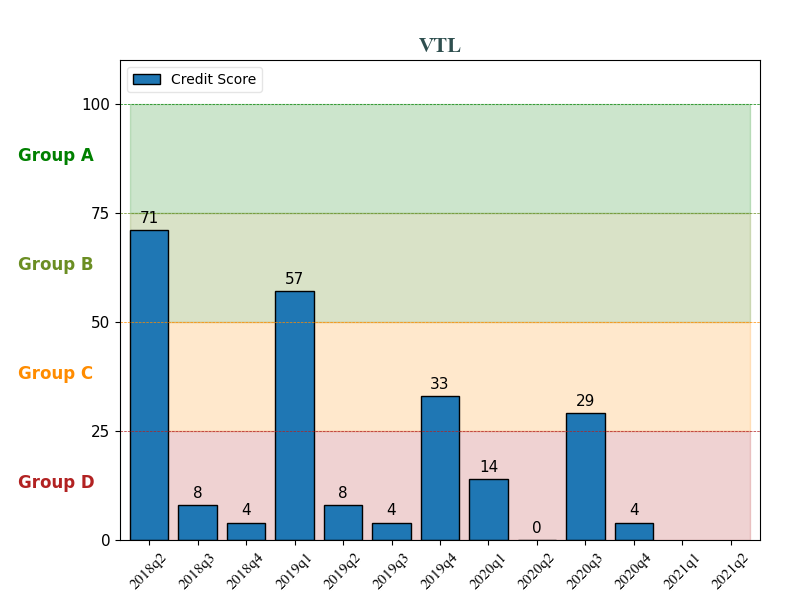 VTL
Credit Score
100
Group A
75
71
Group B
57
50
Group C
33
29
25
Group D
14
8
8
4
4
4
0
0
2018q2
2018q3
2018q4
2019q1
2019q2
2019q3
2019q4
2020q1
2020q2
2020q3
2020q4
2021q1
2021q2